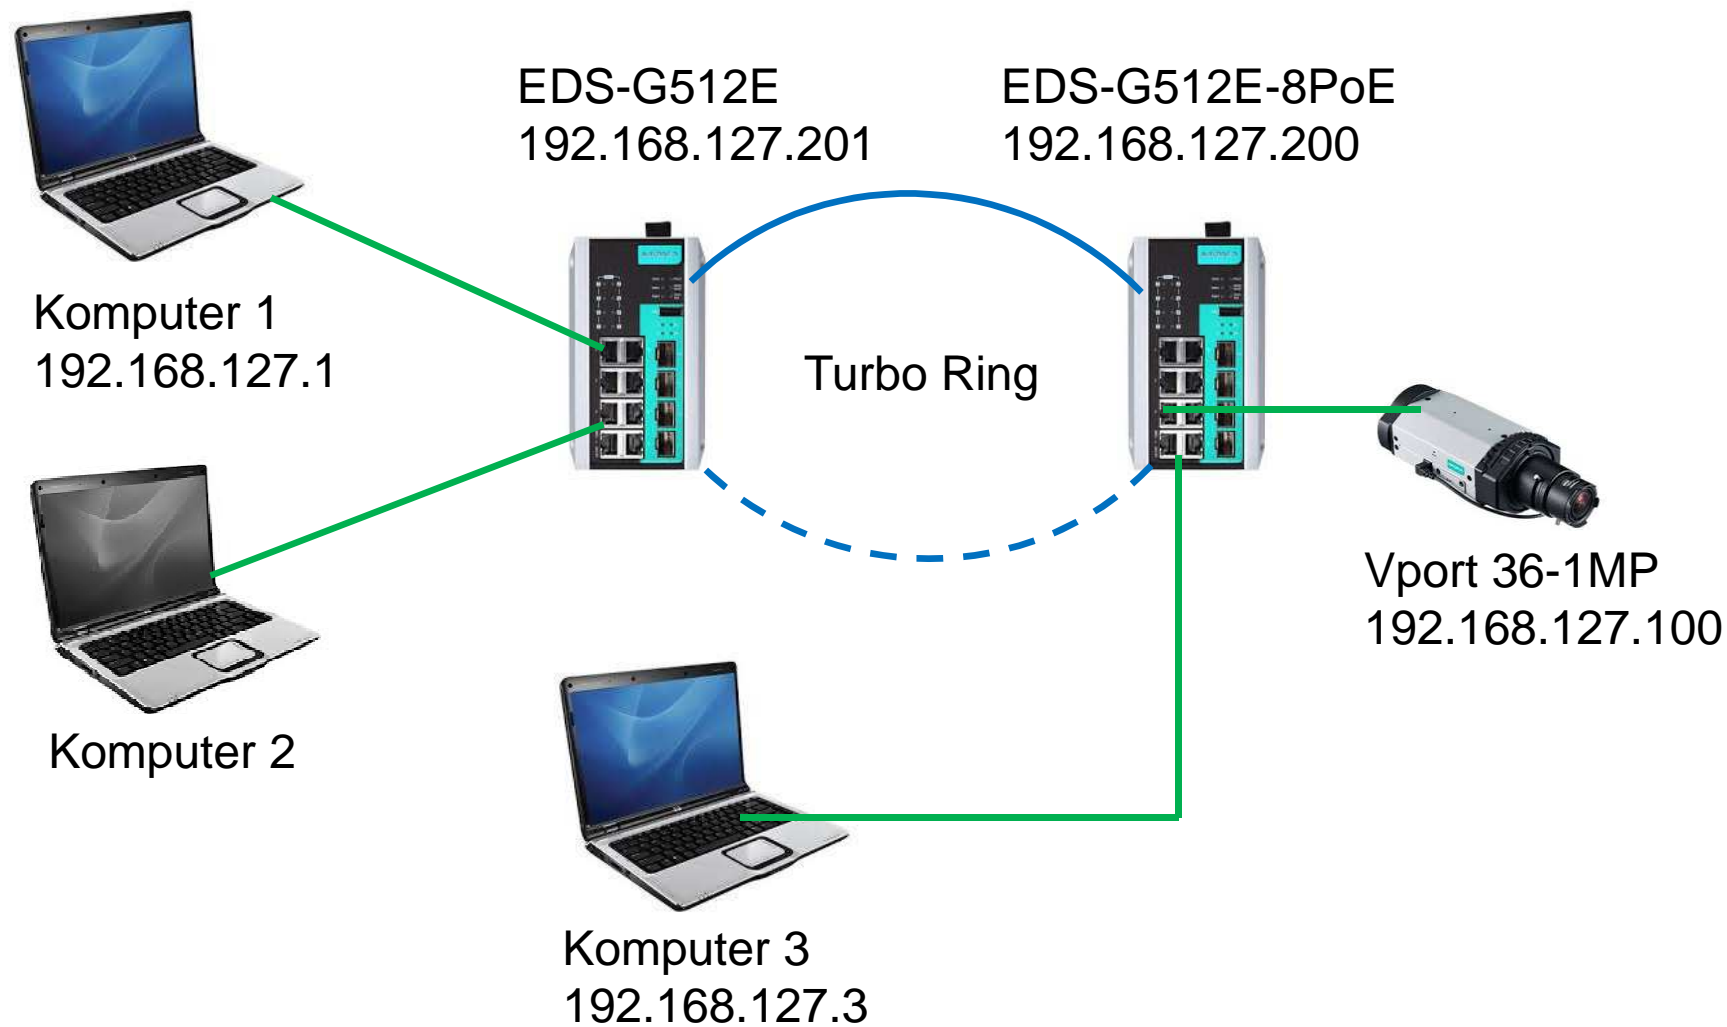 EDS-G512E
192.168.127.201
EDS-G512E-8PoE
192.168.127.200
Komputer 1
192.168.127.1
Turbo Ring
Vport 36-1MP
192.168.127.100
Komputer 2
Komputer 3
192.168.127.3